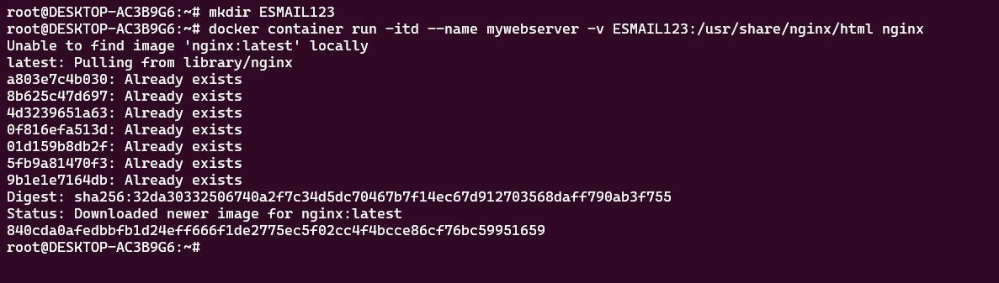 root@DESKTOP-AC3B9G6:~# mkdir ESMAIL123
root@DESKTOP-AC3B9G6:~# docker container run -itd --name mywebserver -v ESMAIL123:/usr/share/nginx/html nginx
Unable to find image 'nginx:latest' locally
latest: Pulling from library/nginx
a803e7c4b030: Already exists
8b625c47d697: Already exists
4d3239651a63: Already exists
0f816efa513d: Already exists
01d159b8db2f: Already exists
5fb9a81470f3: Already exists
9b1e1e7164db: Already exists
Digest: sha256:32da30332506740a2f7c34d5dc70467b7f14ec67d912703568daff790ab3f755
Status: Downloaded newer image for nginx:latest
840cda0afedbbfb1d24eff666f1de2775ec5f02cc4f4bcce86cf76bc59951659
root@DESKTOP-AC3B9G6:~#